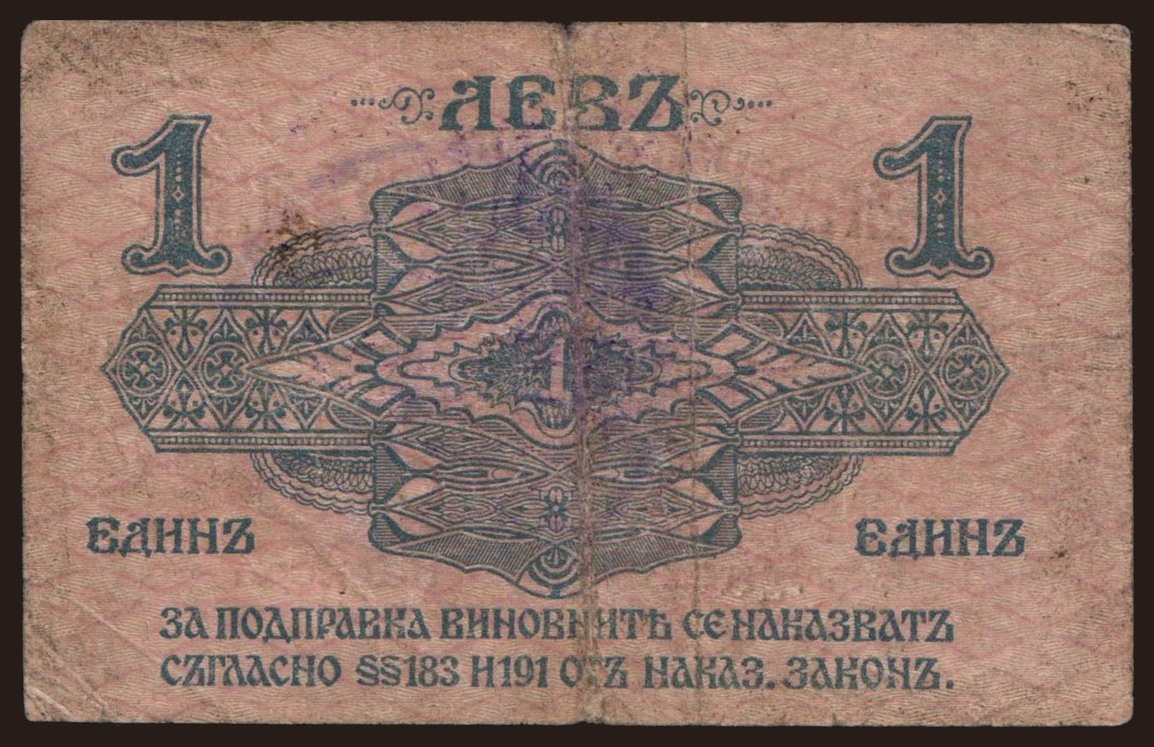 ЛЕВЪ
1 1
1
ЕДИНЪ ЕДИНЪ
ЗА ПОДПРАВКА ВИНОВНИТѢ СЕ НАКАЗВАТЪ
СЪГЛАСНО §§183 И 191 ОТЪ НАКАЗ. ЗАКОНЪ.